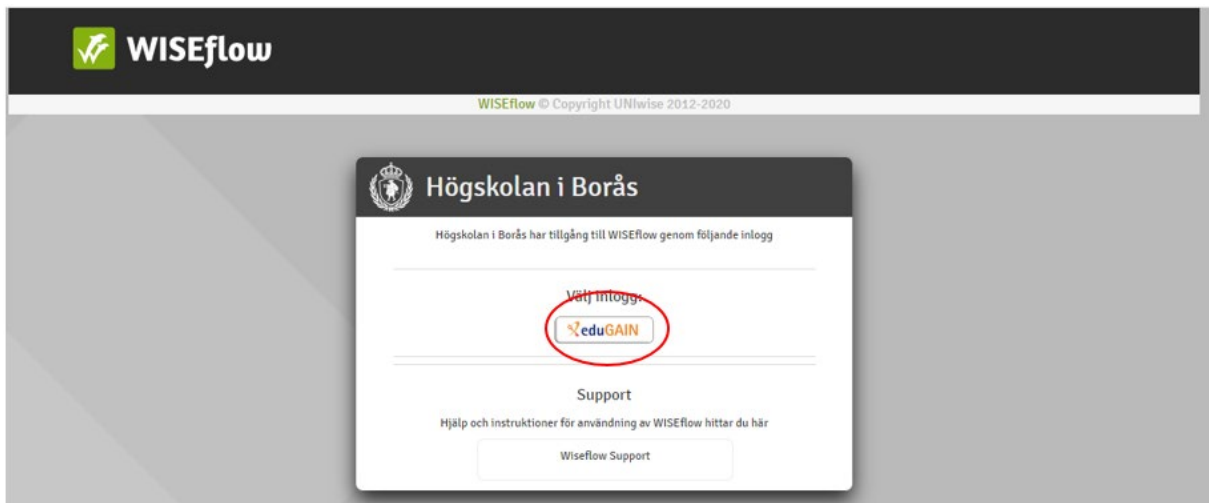 WISEflow
WISEflow © Copyright UNIwise 2012-2020
Högskolan i Borås
Högskolan i Borås har tillgång till WISEflow genom följande inlogg
Välj inlogg:
eduGAIN
Support
Hjälp och instruktioner för användning av WISEflow hittar du här
Wiseflow Support